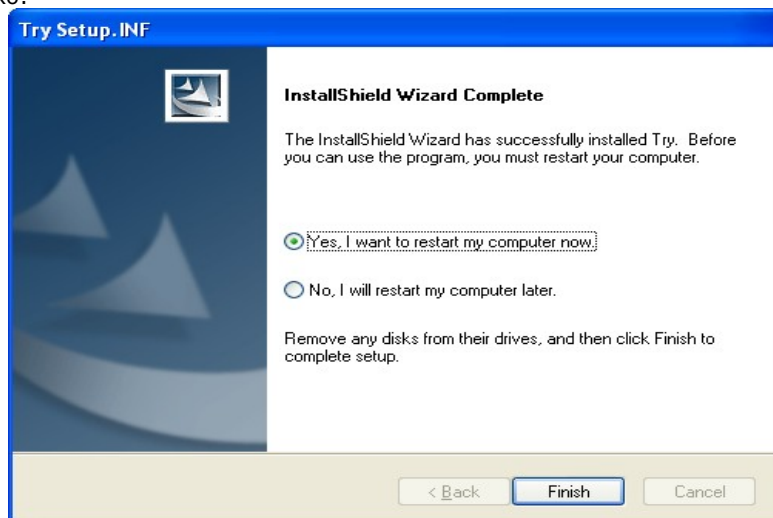 Try Setup.INF
InstallShield Wizard Complete
The InstallShield Wizard has successfully installed Try. Before
you can use the program, you must restart your computer.
Yes, I want to restart my computer now.
No, I will restart my computer later.
Remove any disks from their drives, and then click Finish to
complete setup.
< Back
Finish
Cancel